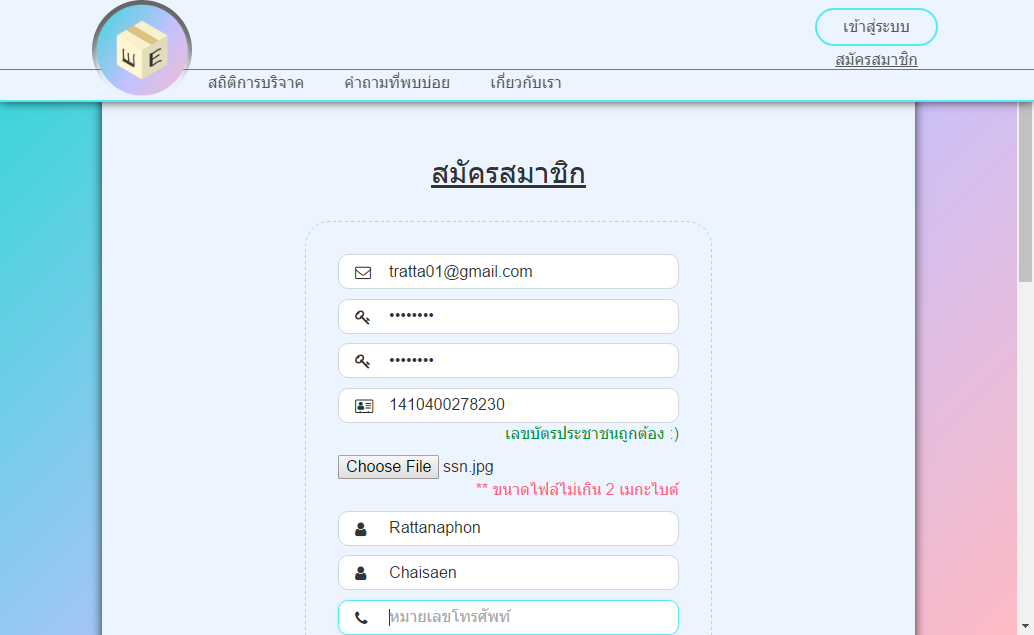 W E
เข้าสู่ระบบ
สมัครสมาชิก
สถิติการบริจาค คำถามที่พบบ่อย เกี่ยวกับเรา
สมัครสมาชิก
tratta01@gmail.com
••••••••
••••••••
1410400278230
เลขบัตรประชาชนถูกต้อง :)
Choose File ssn.jpg
** ขนาดไฟล์ไม่เกิน 2 เมกะไบต์
Rattanaphon
Chaisaen
หมายเลขโทรศัพท์